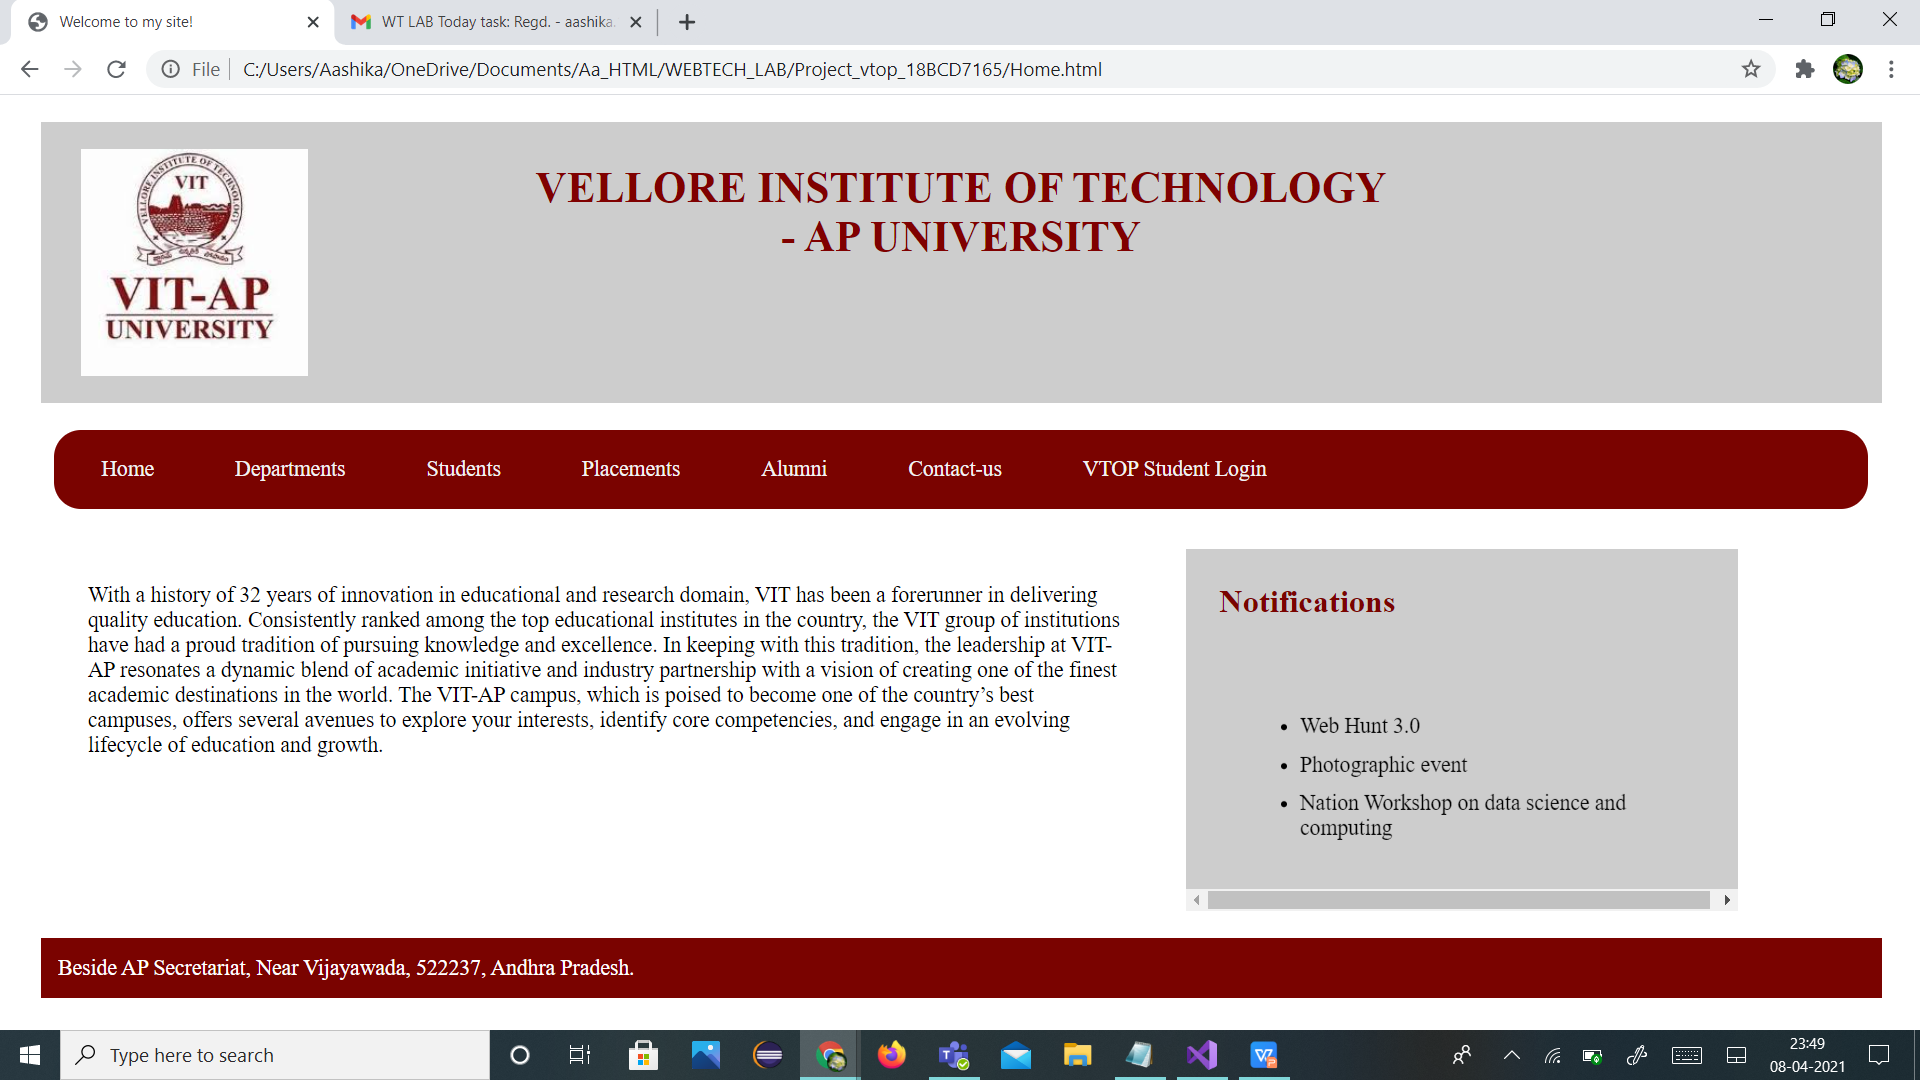 Welcome to my site!
WT LAB Today task: Regd. - aashika.
File
C:/Users/Aashika/OneDrive/Documents/Aa_HTML/WEBTECH_LAB/Project_vtop_18BCD7165/Home.html
VELLORE INSTITUTE OF TECHNOLOGY
VIT
VIT-AP
UNIVERSITY
VELLORE INSTITUTE OF TECHNOLOGY
- AP UNIVERSITY
Home Departments Students Placements Alumni Contact-us VTOP Student Login
With a history of 32 years of innovation in educational and research domain, VIT has been a forerunner in delivering
quality education. Consistently ranked among the top educational institutes in the country, the VIT group of institutions
have had a proud tradition of pursuing knowledge and excellence. In keeping with this tradition, the leadership at VIT-
AP resonates a dynamic blend of academic initiative and industry partnership with a vision of creating one of the finest
academic destinations in the world. The VIT-AP campus, which is poised to become one of the country’s best
campuses, offers several avenues to explore your interests, identify core competencies, and engage in an evolving
lifecycle of education and growth.
Notifications
• Web Hunt 3.0
• Photographic event
• Nation Workshop on data science and
computing
Beside AP Secretariat, Near Vijayawada, 522237, Andhra Pradesh.
Type here to search
23:49
08-04-2021